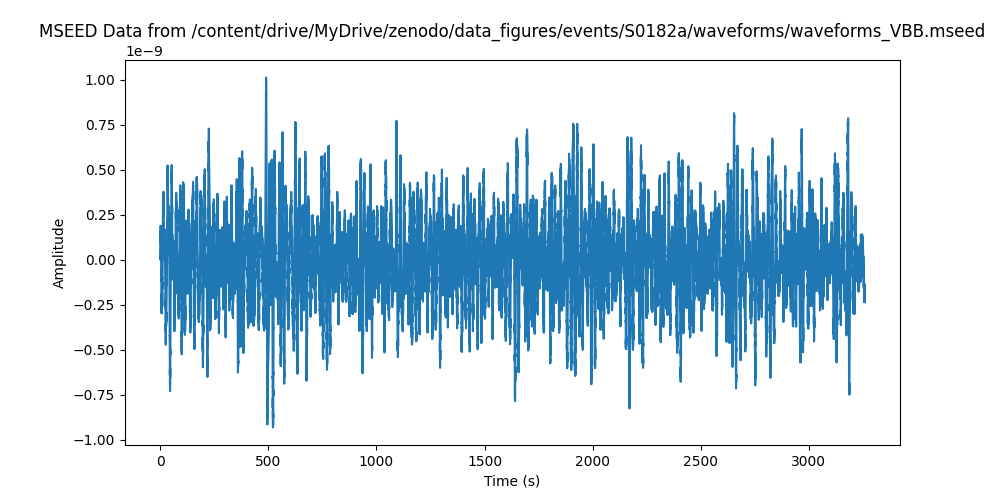 MSEED Data from /content/drive/MyDrive/zenodo/data_figures/events/S0182a/waveforms/waveforms_VBB.mseed
1e−9
1.00
0.75
0.50
0.25
0.00
−0.25
−0.50
−0.75
−1.00
Amplitude
0 500 1000 1500 2000 2500 3000
Time (s)